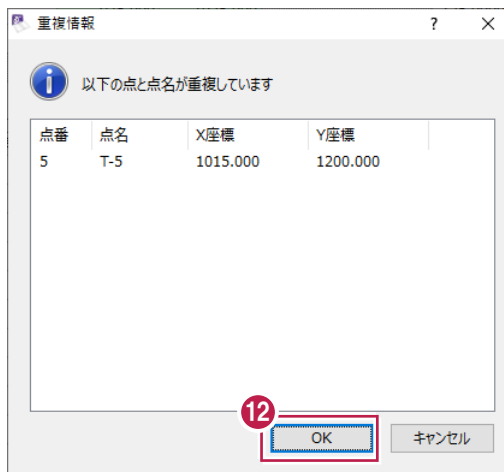 重複情報 ? ×
以下の点と点名が重複しています
点番 点名 X座標 Y座標
5 T-5 1015.000 1200.000
12
OK キャンセル